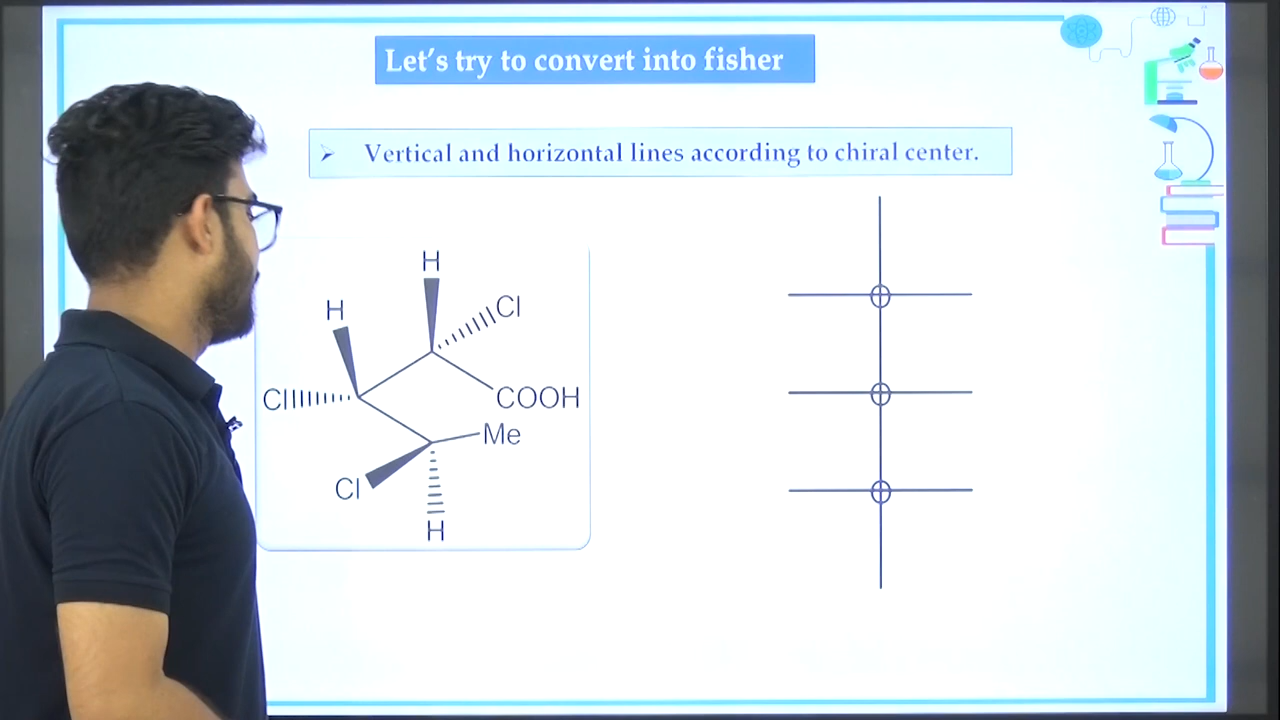 Let's try to convert into fisher
➢ Vertical and horizontal lines according to chiral center.
H
H
Cl
Cl
COOH
Me
Cl
H